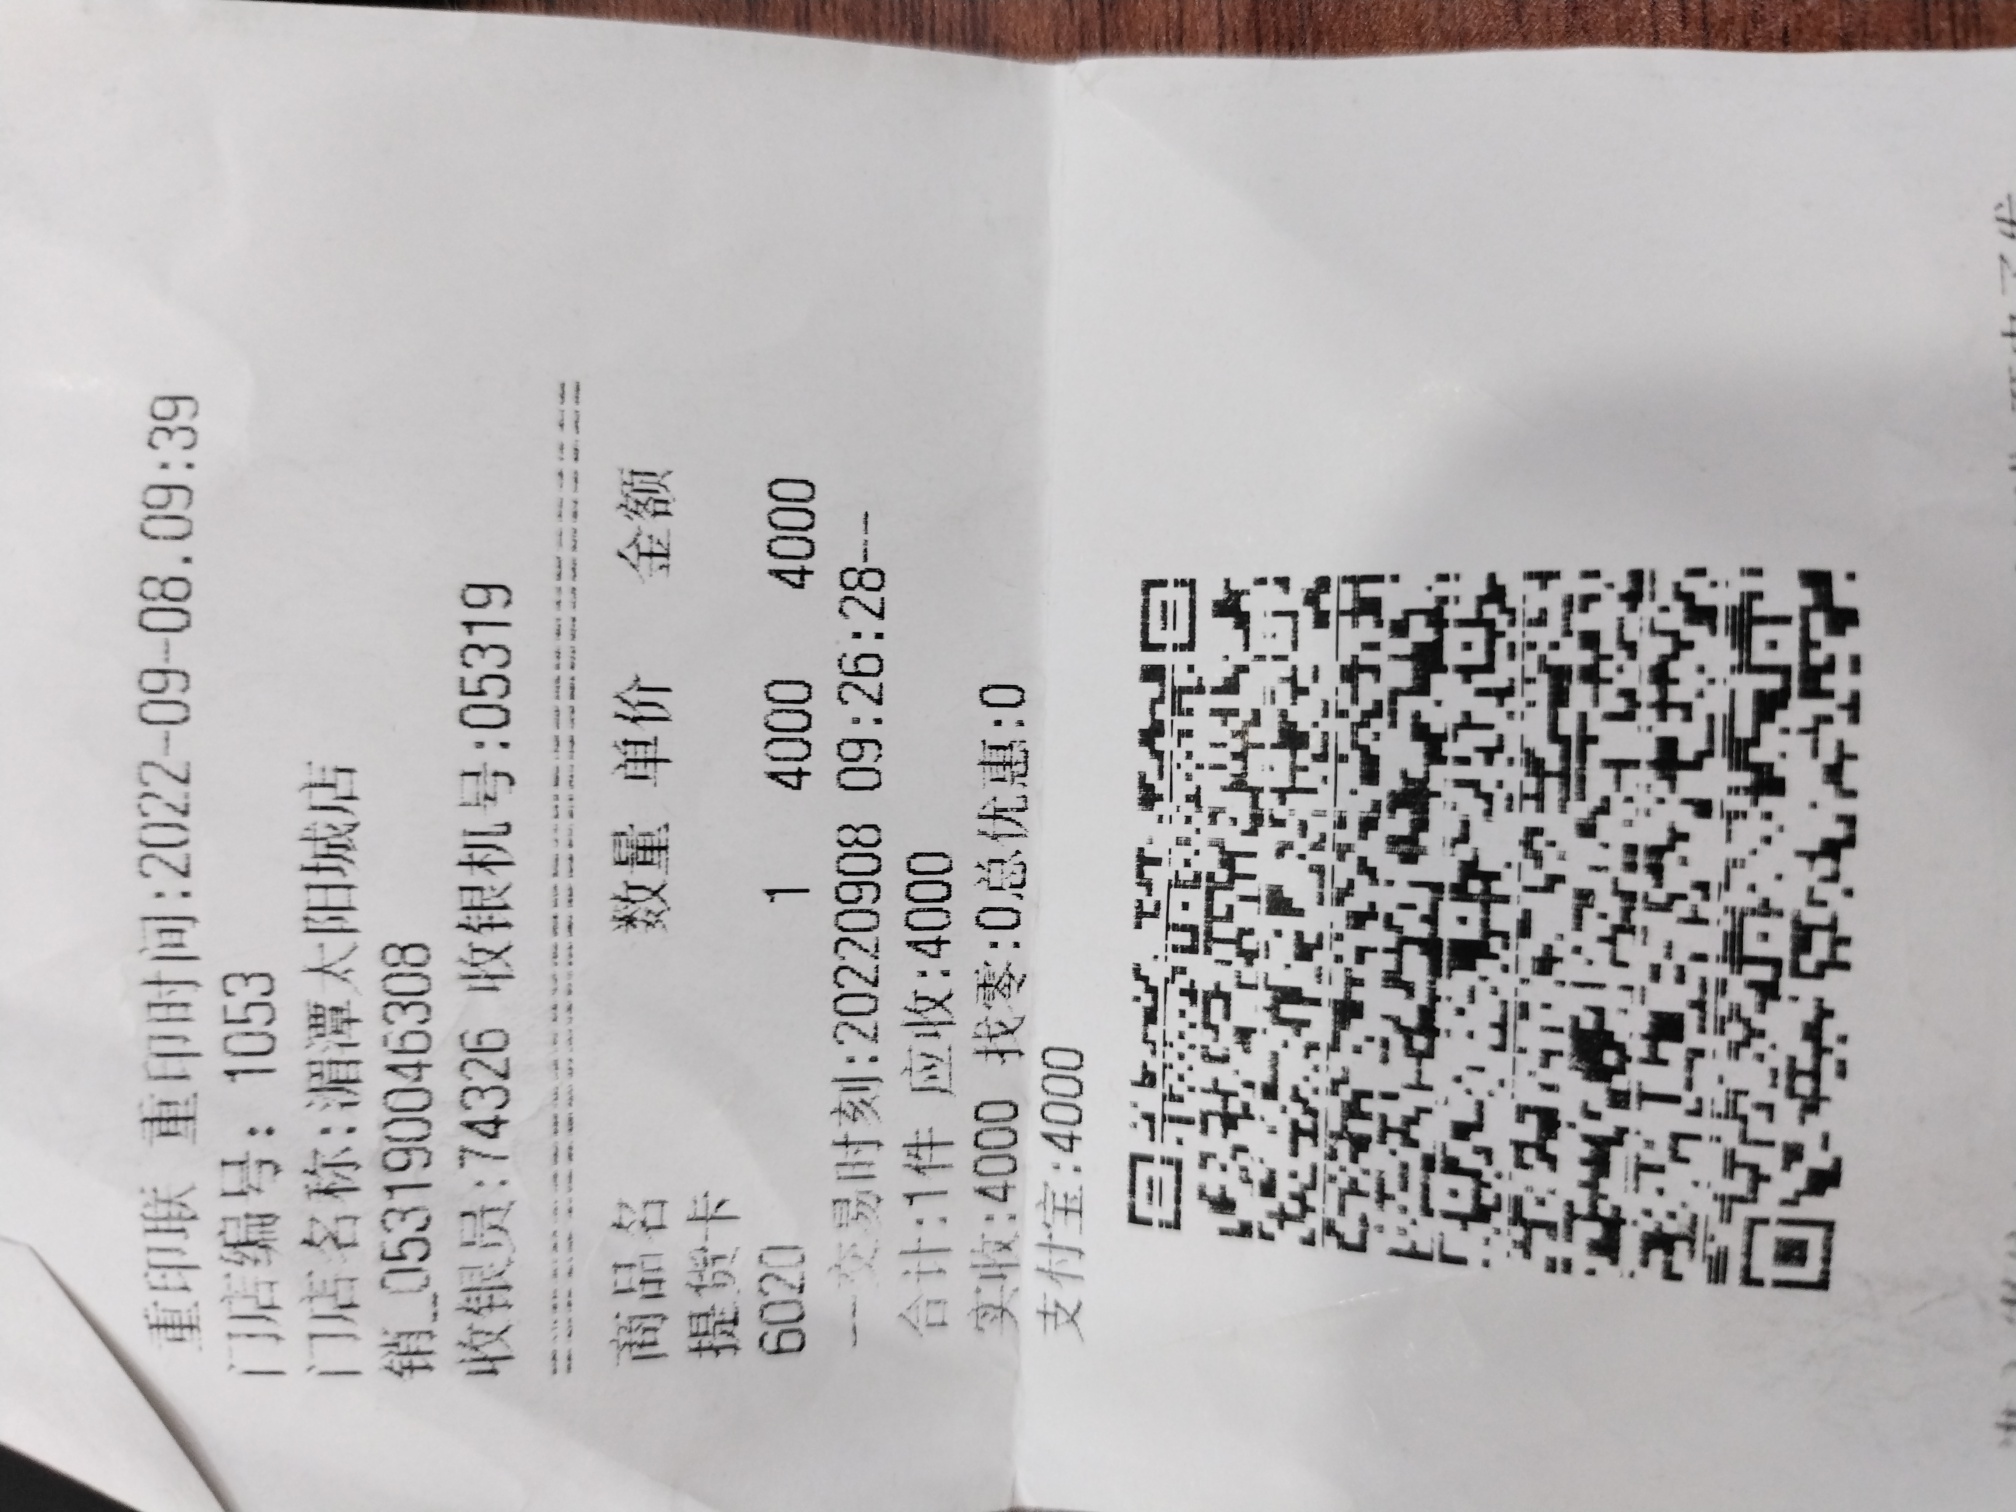 重印联 重印时间:2022-09-08.09:39
门店编号: 1053
门店名称:湄潭太阳城店
销_053190046308
收银员:74326 收银机号:05319
商品名 数量 单价 金额
提货卡
6020 1 4000 4000
--交易时刻:20220908 09:26:28--
合计:1件 应收:4000
实收:4000 找零:0总优惠:0
支付宝:4000